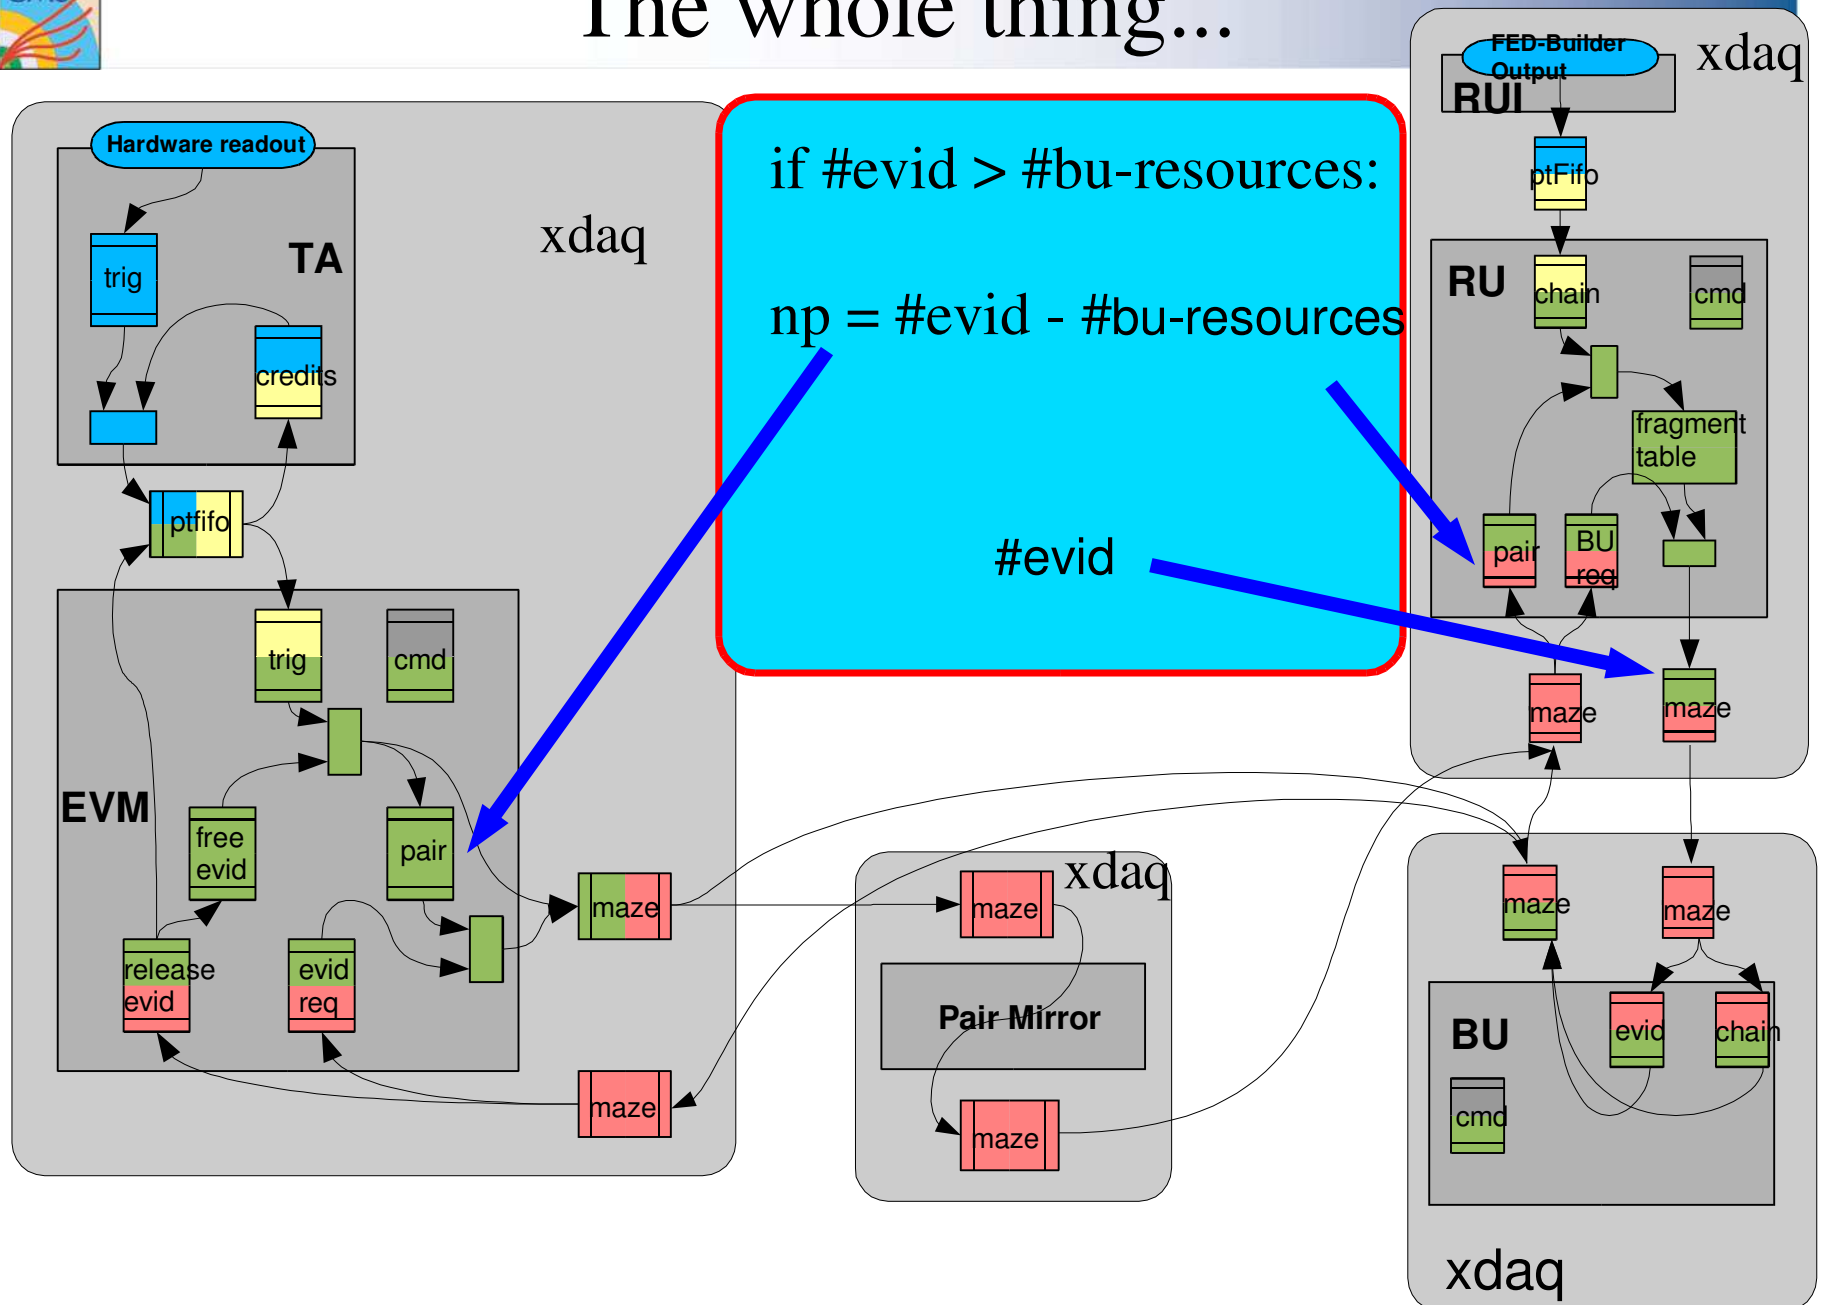 The whole thing...
xdaq
Hardware readout
TA
trig
credits
ptfifo
EVM
trig
cmd
free
evid
pair
release
evid
evid
req
maze
maze
if #evid > #bu-resources:
np = #evid - #bu-resources
#evid
xdaq
maze
Pair Mirror
maze
xdaq
FED-Builder
Output
RUI
ptFifo
RU
chain
cmd
fragment
table
pair
BU
req
maze
maze
maze
maze
BU
evid
chain
cmd
xdaq